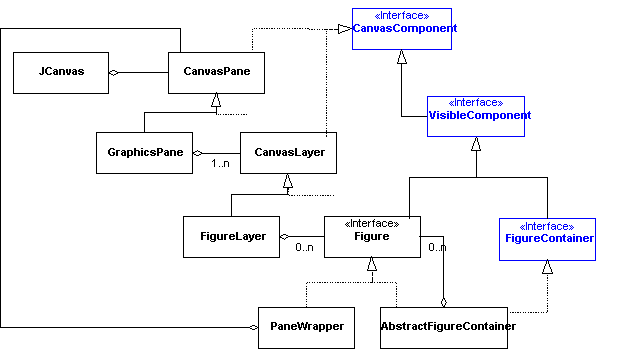 «Interface»
CanvasComponent
JCanvas
CanvasPane
«Interface»
VisibleComponent
GraphicsPane
1..n
CanvasLayer
FigureLayer
0..n
«Interface»
Figure
0..n
«Interface»
FigureContainer
PaneWrapper
AbstractFigureContainer